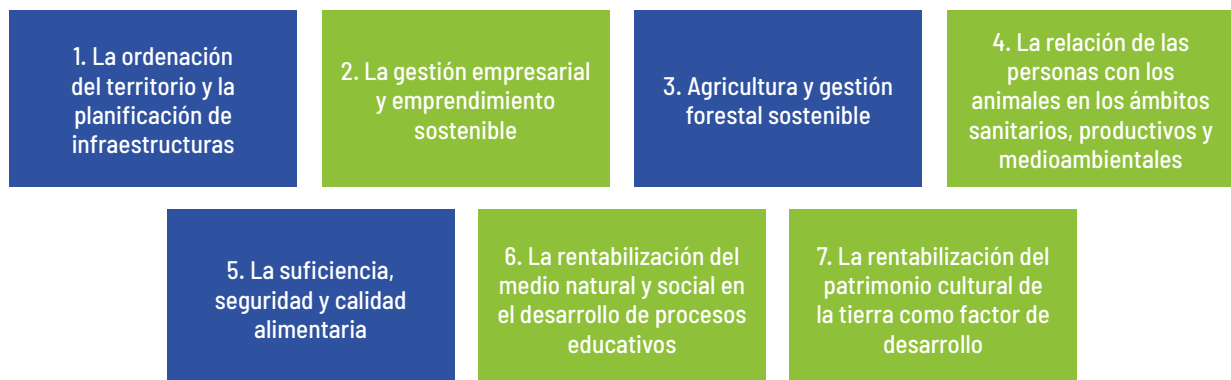 1. La ordenación
del territorio y la
planificación de
infraestructuras
2. La gestión empresarial
y emprendimiento
sostenible
3. Agricultura y gestión
forestal sostenible
4. La relación de las
personas con los
animales en los ámbitos
sanitarios, productivos y
medioambientales
5. La suficiencia,
seguridad y calidad
alimentaria
6. La rentabilización del
medio natural y social en
el desarrollo de procesos
educativos
7. La rentabilización del
patrimonio cultural de
la tierra como factor de
desarrollo